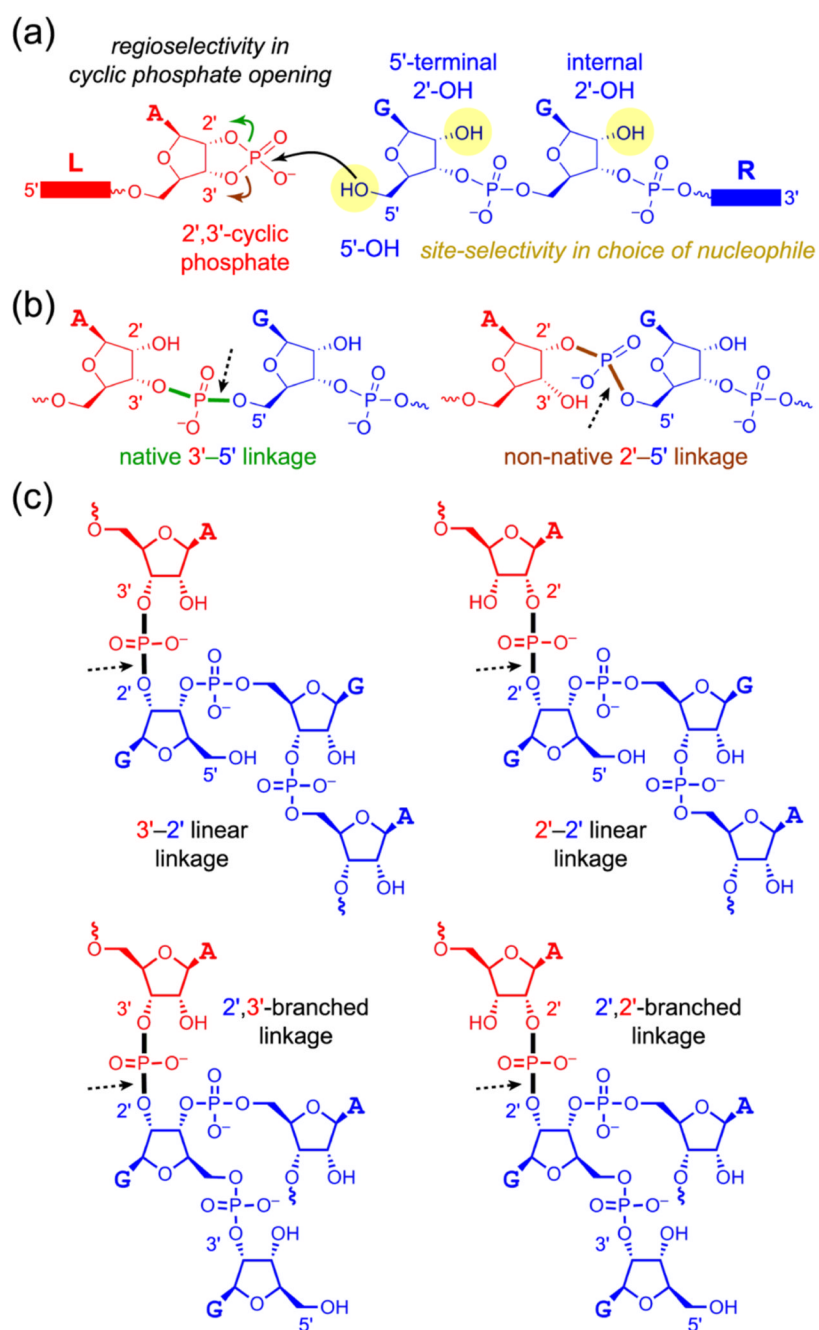 (a)
regioselectivity in
cyclic phosphate opening
5'-terminal
2'-OH
internal
2'-OH
A
2'
O
O
P
O
O
O–
3'
L
5'
O
2',3'-cyclic
phosphate
G
OH
O
HO
5'
O
O
P
–O
O
G
OH
O
O
O
P
–O
O
R
3'
5'-OH
site-selectivity in choice of nucleophile
(b)
A
2'
OH
O
O
3'
O
O
P
–O
O
5'
G
OH
O
O
O
P
–O
O
native 3'–5' linkage
A
2'
O
O
O
3'
OH
P
O
–O
O
5'
G
OH
O
O
O
P
–O
O
non-native 2'–5' linkage
(c)
O
O
A
3'
O
OH
O=P–O–
O
2'
O
O
P
–O
O
O
G
OH
G
O
OH
5'
O
O=P–O–
O
O
A
O
OH
3'–2' linear
linkage
O
O
A
HO
O
2'
O=P–O–
O
2'
O
O
P
–O
O
O
G
OH
G
O
OH
5'
O
O=P–O–
O
O
A
O
OH
2'–2' linear
linkage
O
O
A
3'
O
OH
2',3'-branched
linkage
O=P–O–
O
2'
O
O
P
–O
O
O
A
O
OH
G
O
O
O=P–O–
3'
O
OH
G
O
OH
5'
O
O
A
HO
O
2'
2',2'-branched
linkage
O=P–O–
O
2'
O
O
P
–O
O
O
A
O
OH
G
O
O
O=P–O–
3'
O
HO
G
O
OH
5'